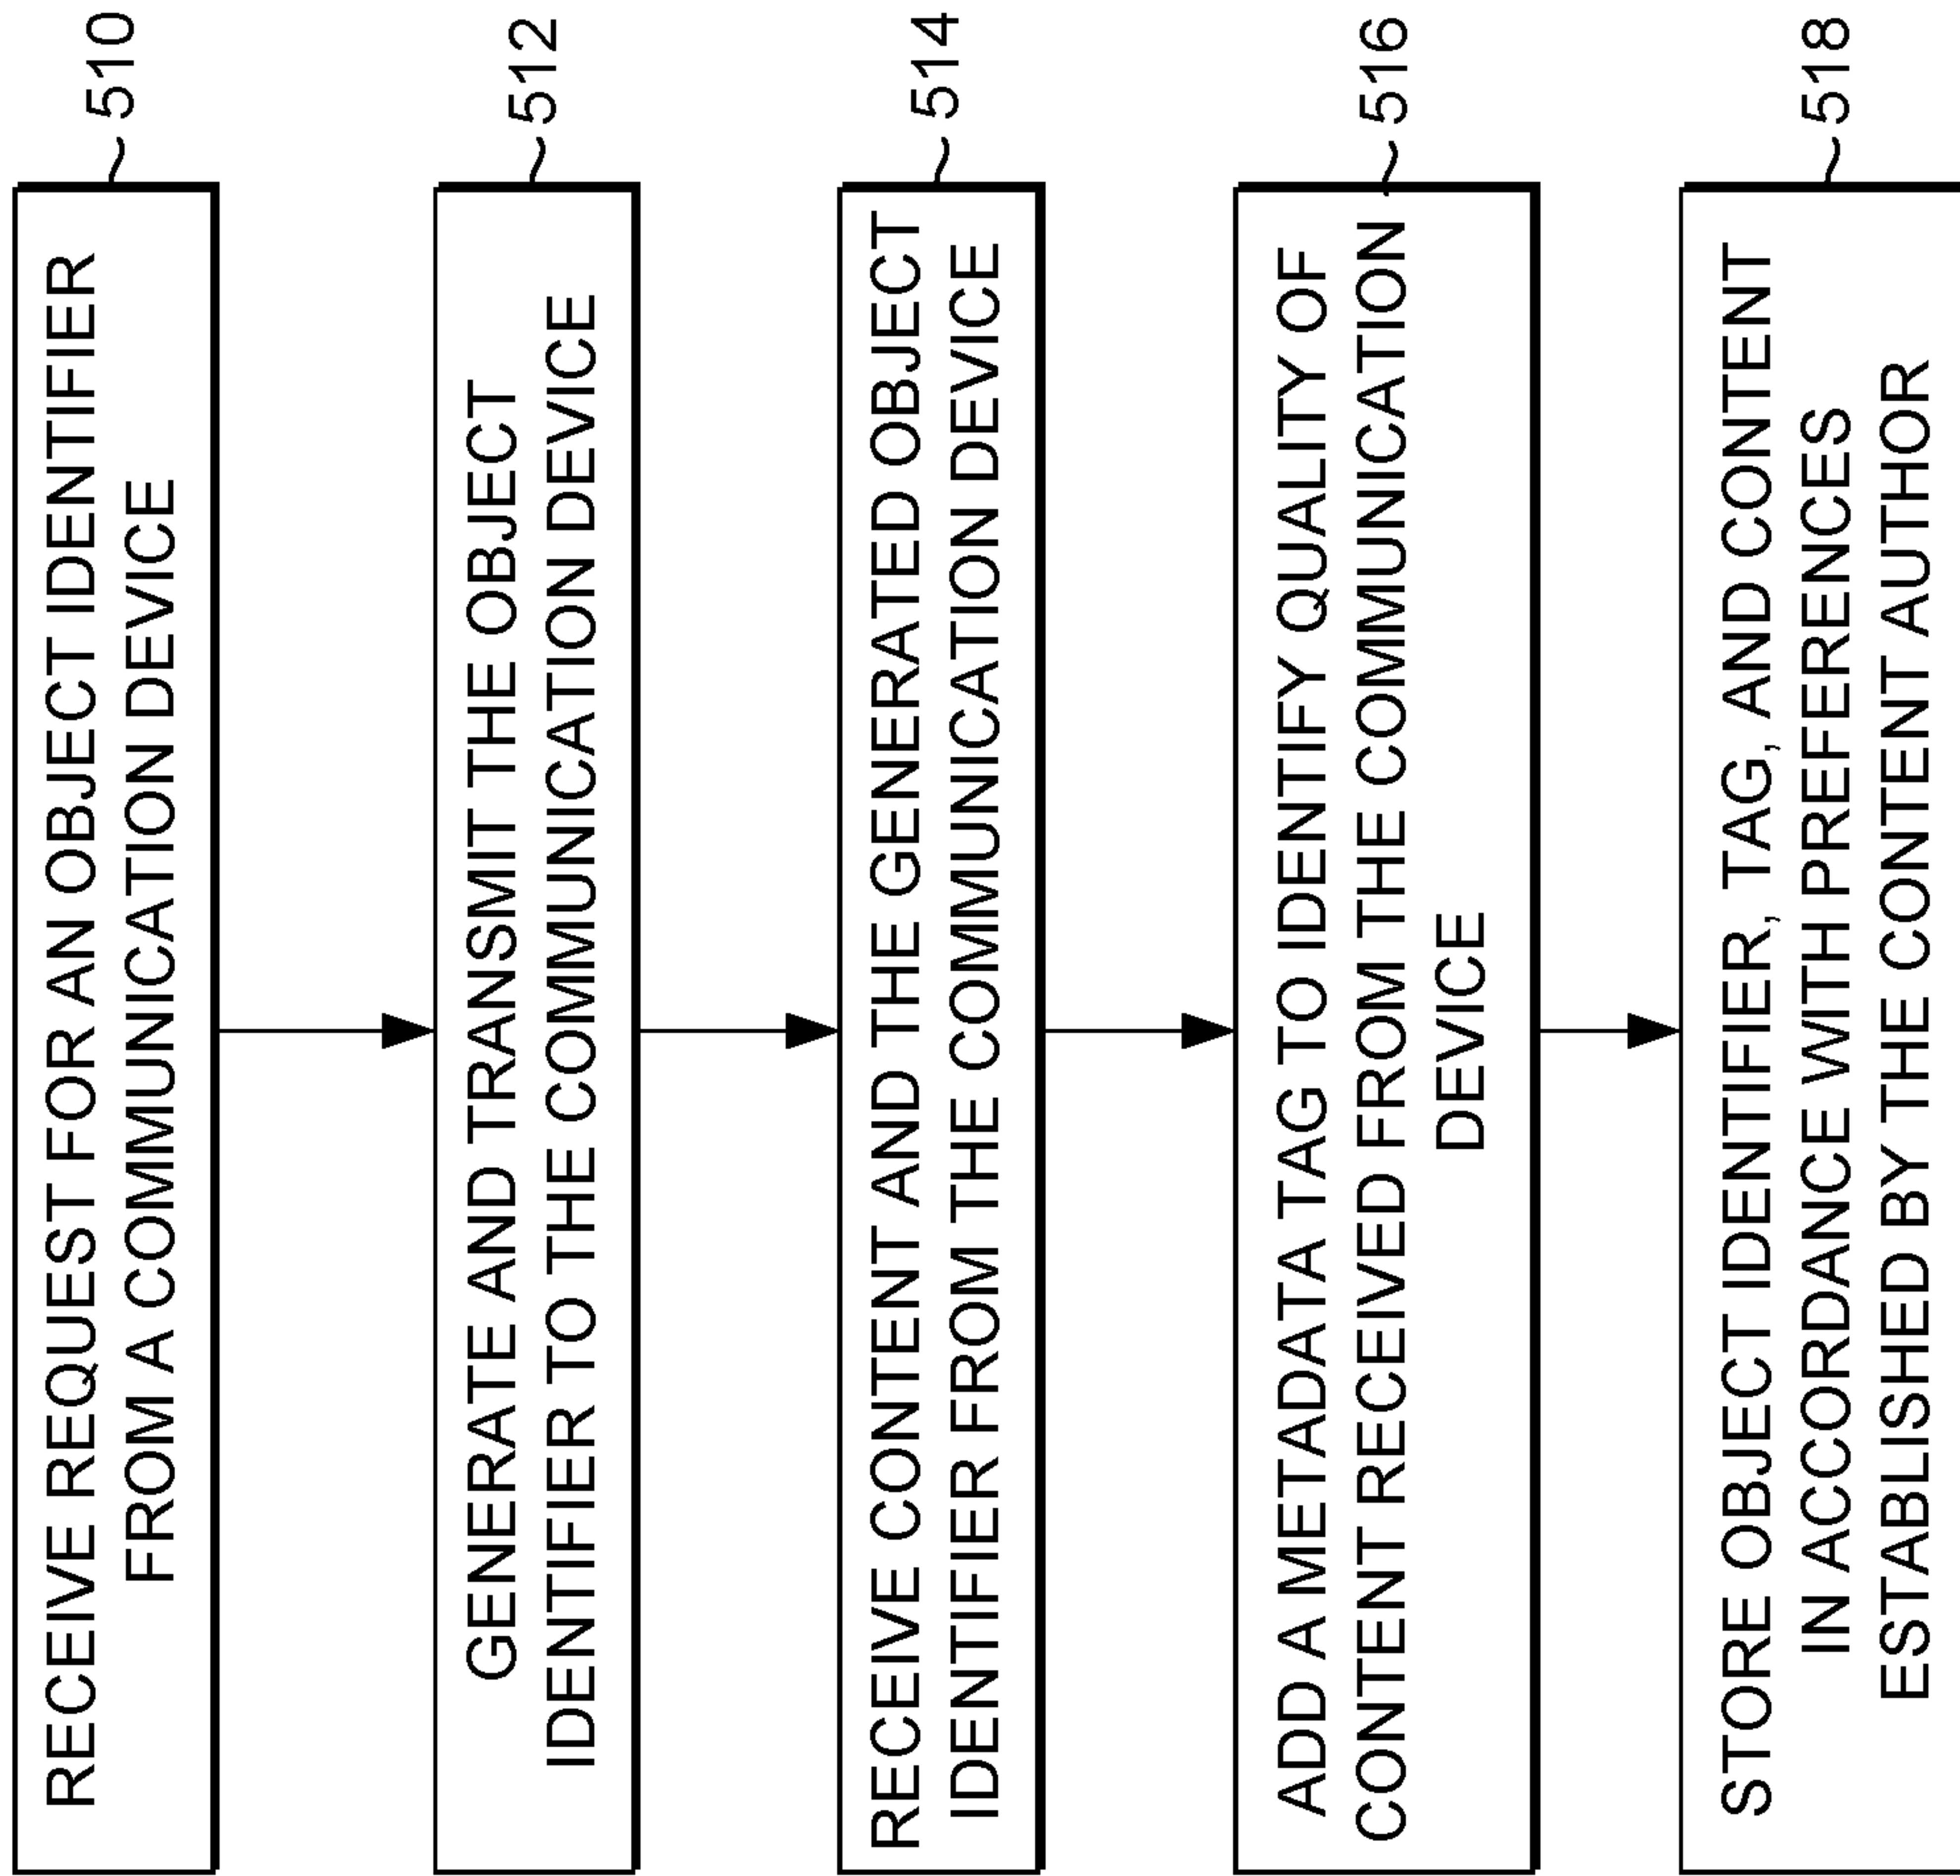 RECEIVE REQUEST FOR AN OBJECT IDENTIFIER
FROM A COMMUNICATION DEVICE
510
GENERATE AND TRANSMIT THE OBJECT
IDENTIFIER TO THE COMMUNICATION DEVICE
512
RECEIVE CONTENT AND THE GENERATED OBJECT
IDENTIFIER FROM THE COMMUNICATION DEVICE
514
ADD A METADATA TAG TO IDENTIFY QUALITY OF
CONTENT RECEIVED FROM THE COMMUNICATION
DEVICE
516
STORE OBJECT IDENTIFIER, TAG, AND CONTENT
IN ACCORDANCE WITH PREFERENCES
ESTABLISHED BY THE CONTENT AUTHOR
518